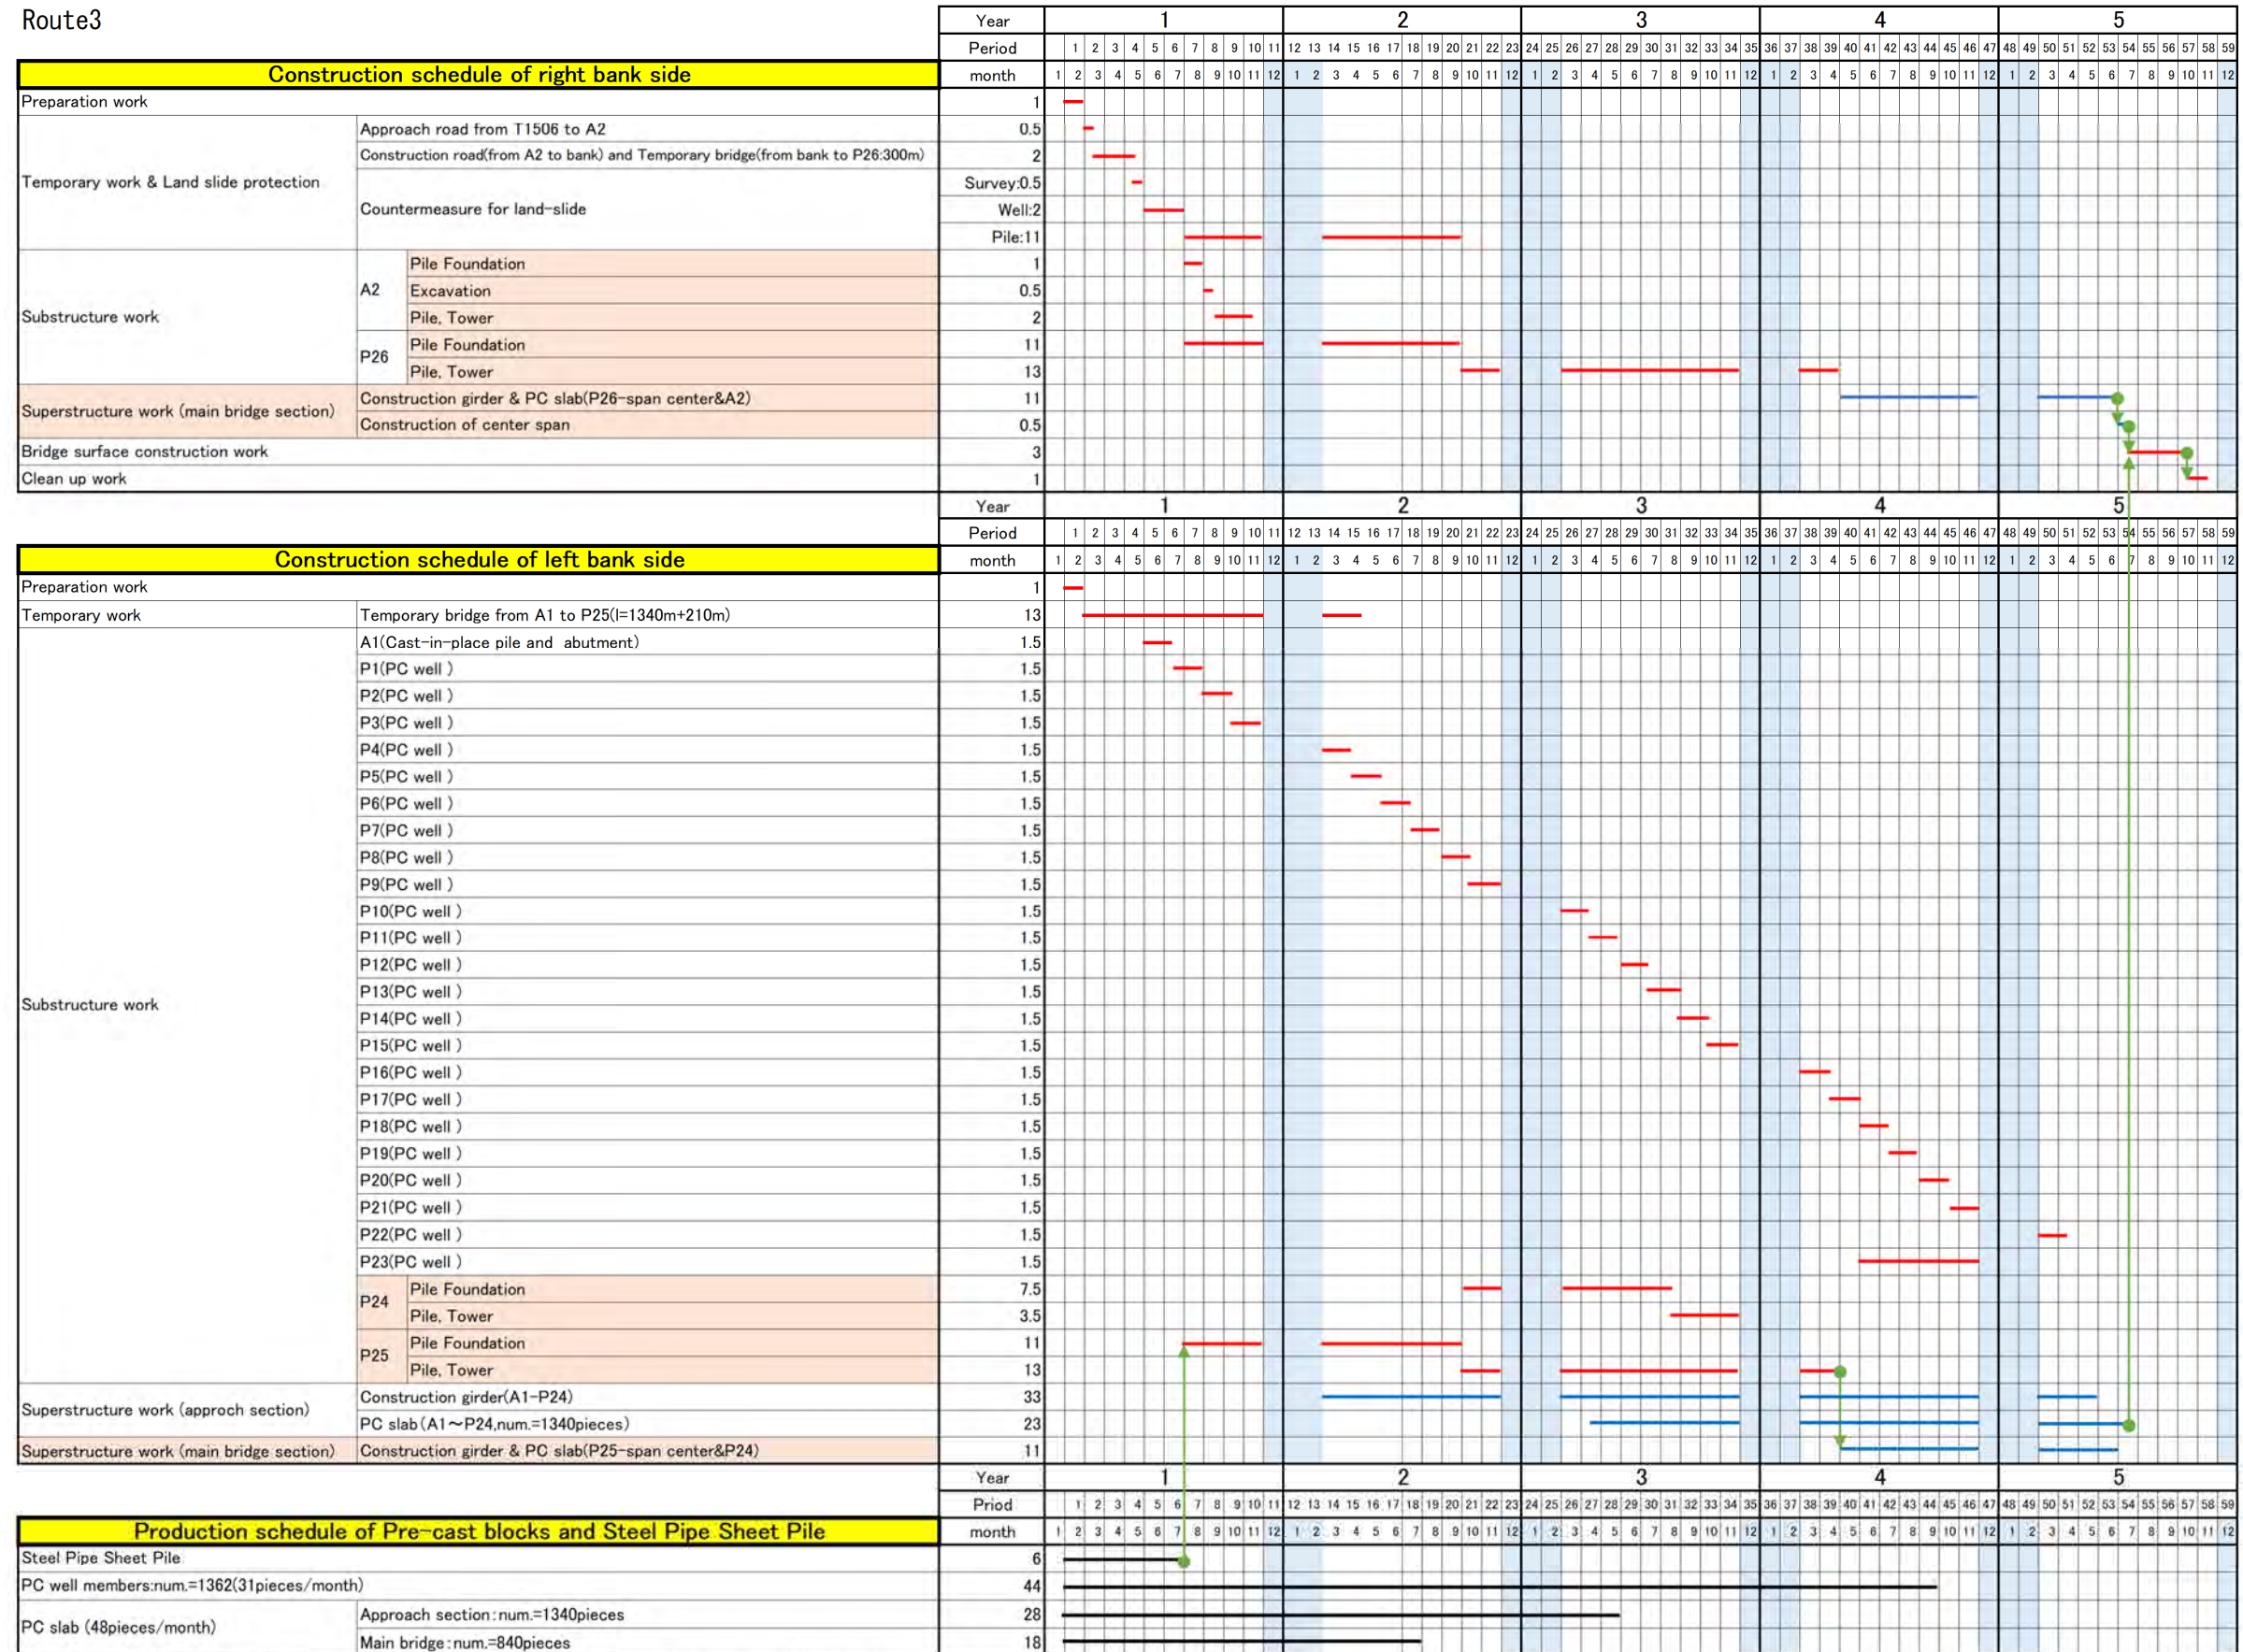 Route3
Year 1 2 3 4 5
Period 1 2 3 4 5 6 7 8 9 10 11 12 13 14 15 16 17 18 19 20 21 22 23 24 25 26 27 28 29 30 31 32 33 34 35 36 37 38 39 40 41 42 43 44 45 46 47 48 49 50 51 52 53 54 55 56 57 58 59
Construction schedule of right bank side month 1 2 3 4 5 6 7 8 9 10 11 12 1 2 3 4 5 6 7 8 9 10 11 12 1 2 3 4 5 6 7 8 9 10 11 12 1 2 3 4 5 6 7 8 9 10 11 12 1 2 3 4 5 6 7 8 9 10 11 12
Preparation work 1
Approach road from T1506 to A2 0.5
Construction road(from A2 to bank) and Temporary bridge(from bank to P26:300m) 2
Temporary work & Land slide protection Survey:0.5
Countermeasure for land-slide Well:2
Pile:11
Pile Foundation 1
A2 Excavation 0.5
Substructure work Pile, Tower 2
P26 Pile Foundation 11
Pile, Tower 13
Superstructure work (main bridge section) Construction girder & PC slab(P26-span center&A2) 11
Construction of center span 0.5
Bridge surface construction work 3
Clean up work 1
Year 1 2 3 4 5
Period 1 2 3 4 5 6 7 8 9 10 11 12 13 14 15 16 17 18 19 20 21 22 23 24 25 26 27 28 29 30 31 32 33 34 35 36 37 38 39 40 41 42 43 44 45 46 47 48 49 50 51 52 53 54 55 56 57 58 59
Construction schedule of left bank side month 1 2 3 4 5 6 7 8 9 10 11 12 1 2 3 4 5 6 7 8 9 10 11 12 1 2 3 4 5 6 7 8 9 10 11 12 1 2 3 4 5 6 7 8 9 10 11 12 1 2 3 4 5 6 7 8 9 10 11 12
Preparation work 1
Temporary work Temporary bridge from A1 to P25(l=1340m+210m) 13
A1(Cast-in-place pile and abutment) 1.5
P1(PC well ) 1.5
P2(PC well ) 1.5
P3(PC well ) 1.5
P4(PC well ) 1.5
P5(PC well ) 1.5
P6(PC well ) 1.5
P7(PC well ) 1.5
P8(PC well ) 1.5
P9(PC well ) 1.5
P10(PC well ) 1.5
P11(PC well ) 1.5
P12(PC well ) 1.5
P13(PC well ) 1.5
Substructure work
P14(PC well ) 1.5
P15(PC well ) 1.5
P16(PC well ) 1.5
P17(PC well ) 1.5
P18(PC well ) 1.5
P19(PC well ) 1.5
P20(PC well ) 1.5
P21(PC well ) 1.5
P22(PC well ) 1.5
P23(PC well ) 1.5
P24 Pile Foundation 7.5
Pile, Tower 3.5
P25 Pile Foundation 11
Pile, Tower 13
Superstructure work (approch section) Construction girder(A1-P24) 33
PC slab(A1～P24,num.=1340pieces) 23
Superstructure work (main bridge section) Construction girder & PC slab(P25-span center&P24) 11
Year 1 2 3 4 5
Priod 1 2 3 4 5 6 7 8 9 10 11 12 13 14 15 16 17 18 19 20 21 22 23 24 25 26 27 28 29 30 31 32 33 34 35 36 37 38 39 40 41 42 43 44 45 46 47 48 49 50 51 52 53 54 55 56 57 58 59
Production schedule of Pre-cast blocks and Steel Pipe Sheet Pile month 1 2 3 4 5 6 7 8 9 10 11 12 1 2 3 4 5 6 7 8 9 10 11 12 1 2 3 4 5 6 7 8 9 10 11 12 1 2 3 4 5 6 7 8 9 10 11 12 1 2 3 4 5 6 7 8 9 10 11 12
Steel Pipe Sheet Pile 6
PC well members:num.=1362(31pieces/month) 44
PC slab (48pieces/month) Approach section:num.=1340pieces 28
Main bridge:num.=840pieces 18